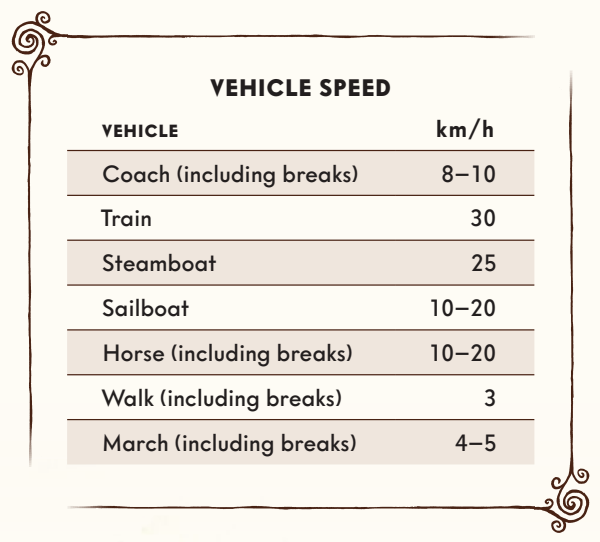 VEHICLE SPEED
VEHICLE km/h
Coach (including breaks) 8–10
Train 30
Steamboat 25
Sailboat 10–20
Horse (including breaks) 10–20
Walk (including breaks) 3
March (including breaks) 4–5